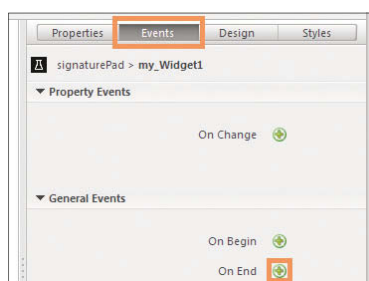 Properties Events Design Styles
signaturePad > my_Widget1
Property Events
On Change
General Events
On Begin
On End